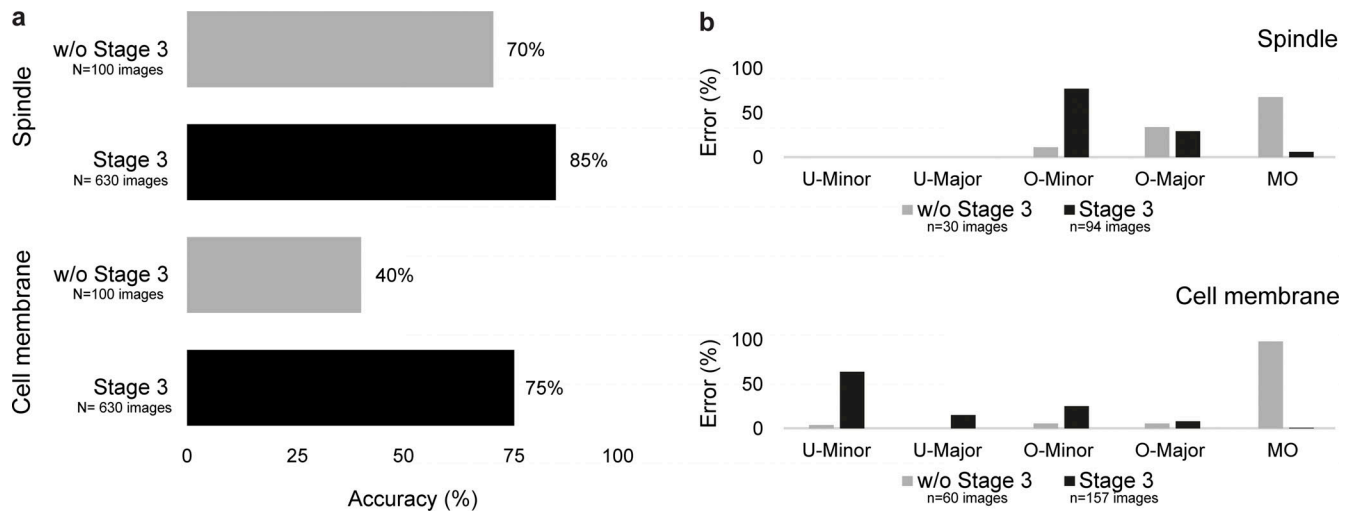 a
Spindle
w/o Stage 3
N=100 images
70%
Stage 3
N= 630 images
85%
Cell membrane
w/o Stage 3
N=100 images
40%
Stage 3
N= 630 images
75%
0 25 50 75 100
Accuracy (%)
b
Spindle
Error (%)
100
50
0
U-Minor U-Major O-Minor O-Major MO
w/o Stage 3 Stage 3
n=30 images n=94 images
Cell membrane
Error (%)
100
50
0
U-Minor U-Major O-Minor O-Major MO
w/o Stage 3 Stage 3
n=60 images n=157 images